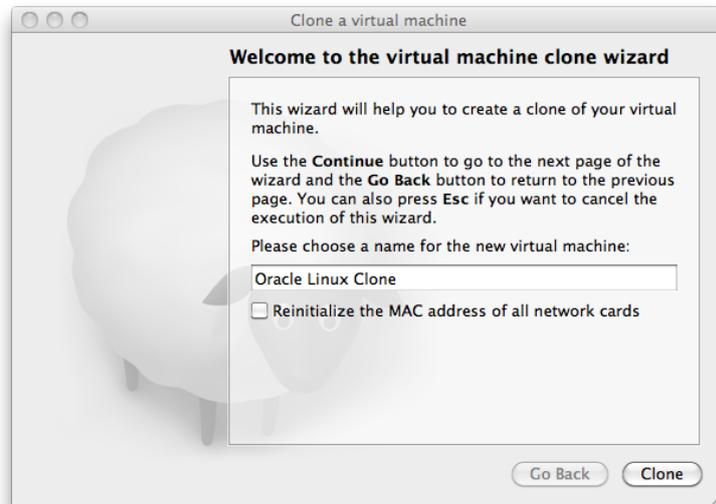 Clone a virtual machine
Welcome to the virtual machine clone wizard
This wizard will help you to create a clone of your virtual
machine.
Use the Continue button to go to the next page of the
wizard and the Go Back button to return to the previous
page. You can also press Esc if you want to cancel the
execution of this wizard.
Please choose a name for the new virtual machine:
Oracle Linux Clone
Reinitialize the MAC address of all network cards
Go Back
Clone